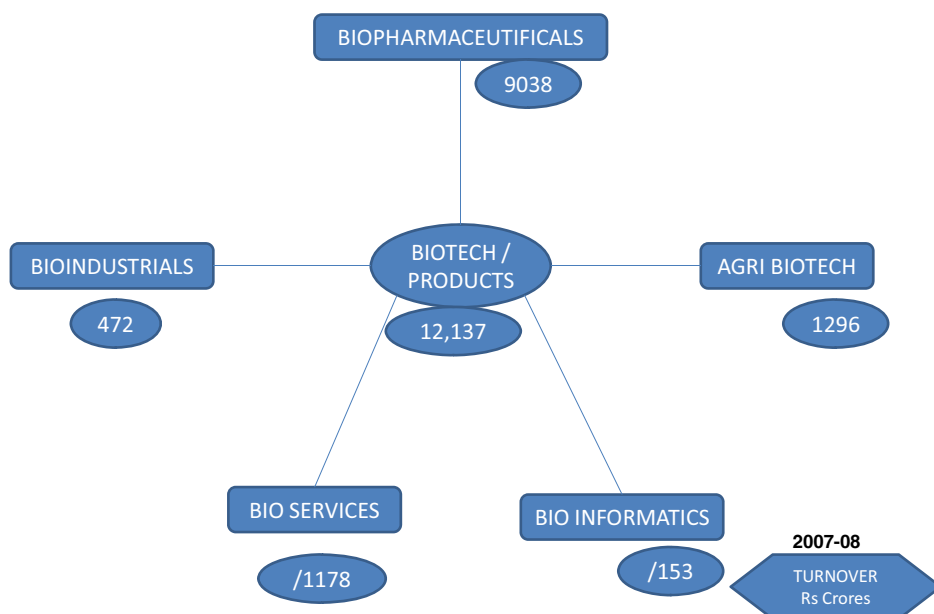 BIOPHARMACEUTIFICALS
9038
BIOINDUSTRIALS
472
BIOTECH /
PRODUCTS
12,137
AGRI BIOTECH
1296
BIO SERVICES
/1178
BIO INFORMATICS
/153
2007-08
TURNOVER
Rs Crores